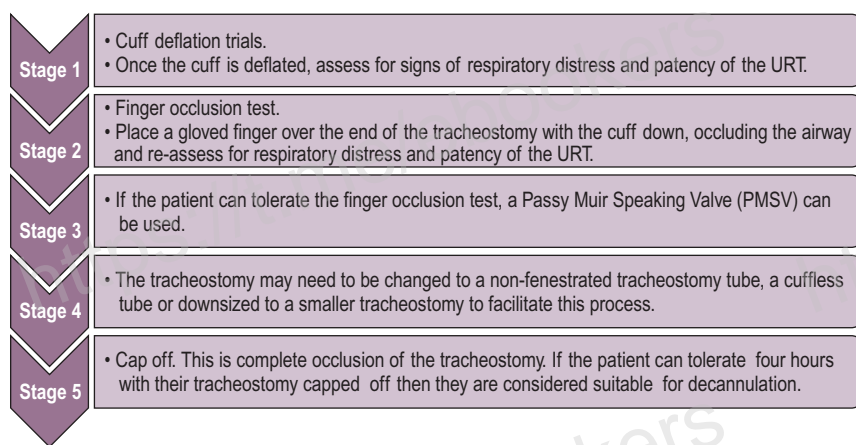 Stage 1
• Cuff deflation trials.
• Once the cuff is deflated, assess for signs of respiratory distress and patency of the URT.
Stage 2
• Finger occlusion test.
• Place a gloved finger over the end of the tracheostomy with the cuff down, occluding the airway
and re-assess for respiratory distress and patency of the URT.
Stage 3
• If the patient can tolerate the finger occlusion test, a Passy Muir Speaking Valve (PMSV) can
be used.
Stage 4
• The tracheostomy may need to be changed to a non-fenestrated tracheostomy tube, a cuffless
tube or downsized to a smaller tracheostomy to facilitate this process.
Stage 5
• Cap off. This is complete occlusion of the tracheostomy. If the patient can tolerate four hours
with their tracheostomy capped off then they are considered suitable for decannulation.